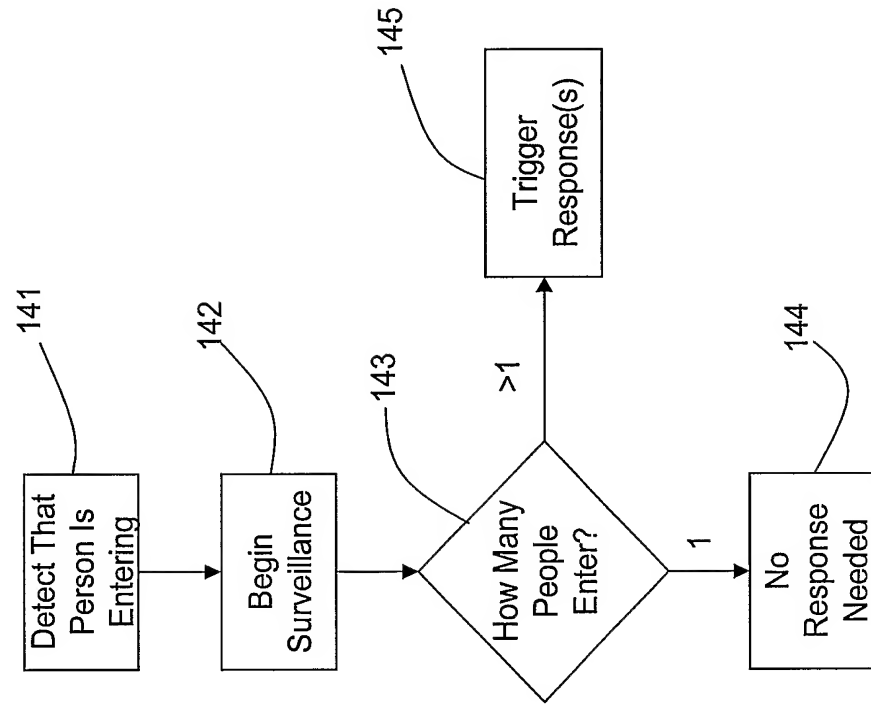 141
Detect That
Person Is
Entering
142
Begin
Surveillance
143
How Many
People
Enter?
>1
145
Trigger
Response(s)
1
144
No
Response
Needed